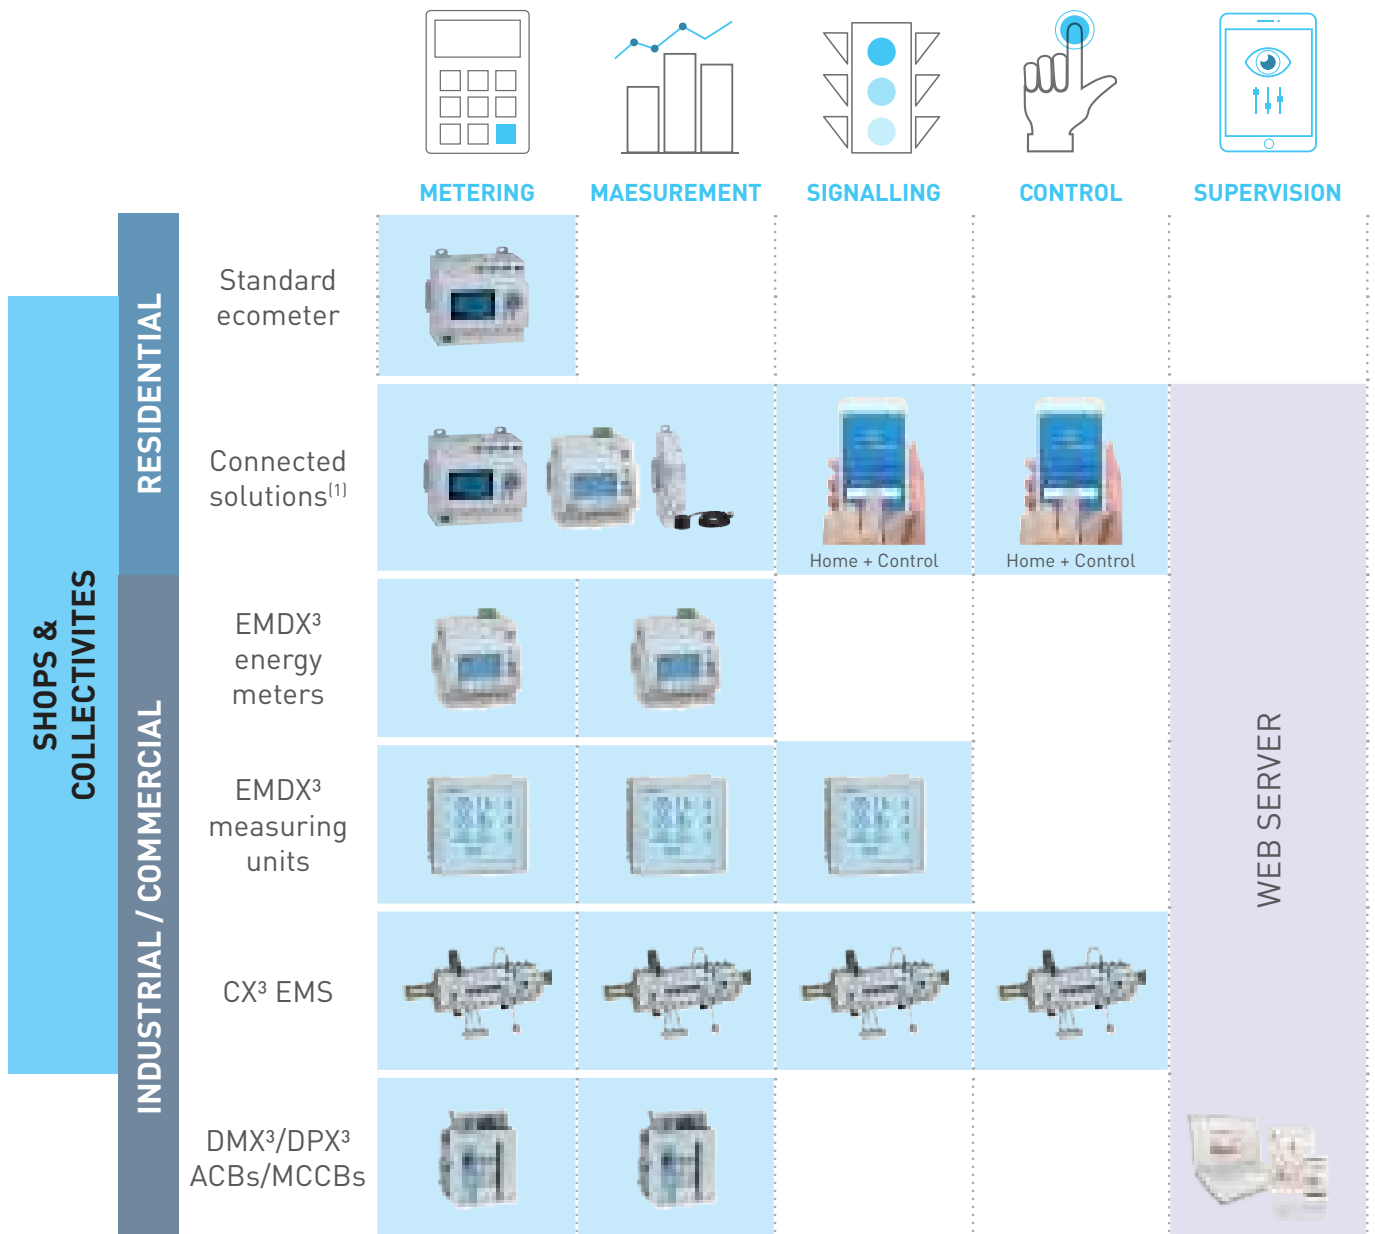 METERING
MAESUREMENT
SIGNALLING
CONTROL
SUPERVISION
SHOPS &
COLLECTIVITES
RESIDENTIAL
Standard
ecometer
Connected
solutions(1)
Home + Control
Home + Control
INDUSTRIAL / COMMERCIAL
EMDX³
energy
meters
EMDX³
measuring
units
CX³ EMS
DMX³/DPX³
ACBs/MCCBs
WEB SERVER